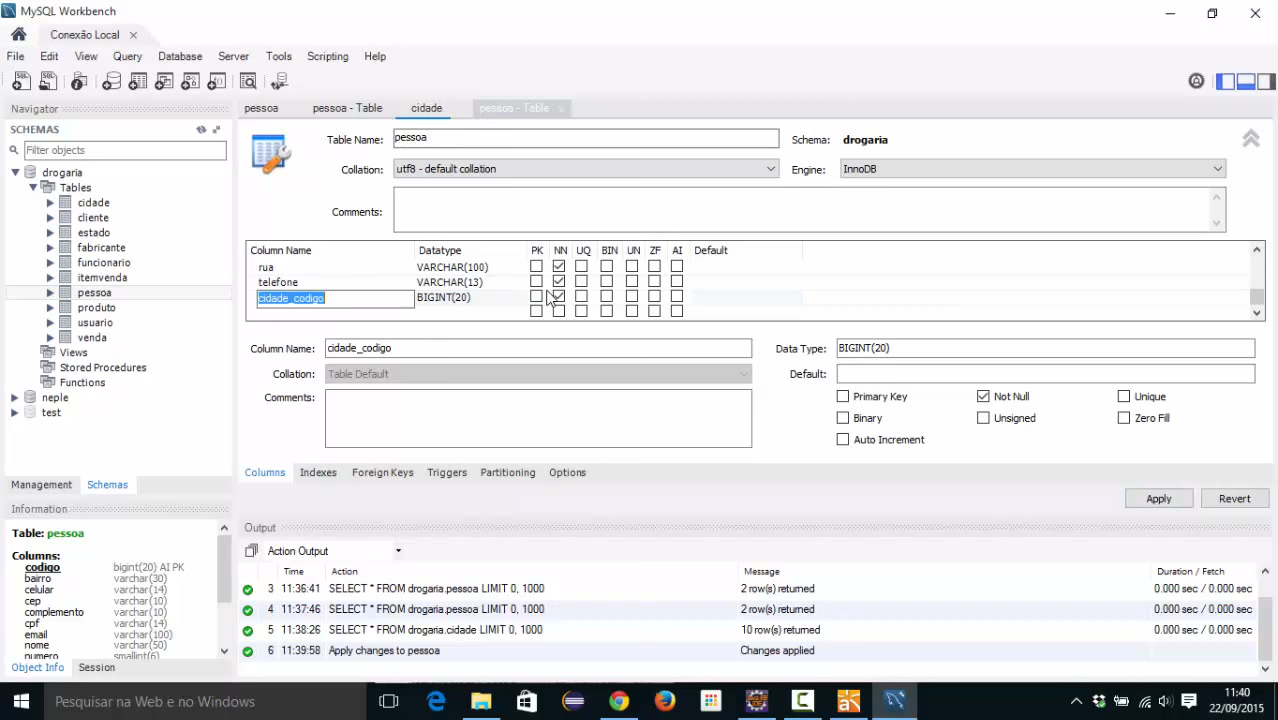 MySQL Workbench
Conexão Local
File Edit View Query Database Server Tools Scripting Help
Navigator
SCHEMAS
Filter objects
drogaria
Tables
cidade
cliente
estado
fabricante
funcionario
itemvenda
pessoa
produto
usuario
venda
Views
Stored Procedures
Functions
neple
test
Management Schemas
Information
Table: pessoa
Columns:
codigo bigint(20) AI PK
bairro varchar(30)
celular varchar(14)
cep varchar(10)
complemento varchar(10)
cpf varchar(14)
email varchar(100)
nome varchar(50)
numero smallint(6)
Object Info Session
pessoa pessoa - Table cidade pessoa - Table
Table Name: pessoa Schema: drogaria
Collation: utf8 - default collation Engine: InnoDB
Comments:
Column Name Datatype PK NN UQ BIN UN ZF AI Default
rua VARCHAR(100)
telefone VARCHAR(13)
cidade_codigo BIGINT(20)
Column Name: cidade_codigo Data Type: BIGINT(20)
Collation: Table Default Default:
Comments: Primary Key Not Null Unique
Binary Unsigned Zero Fill
Auto Increment
Columns Indexes Foreign Keys Triggers Partitioning Options
Apply Revert
Output
Action Output
Time Action Message Duration / Fetch
3 11:36:41 SELECT * FROM drogaria.pessoa LIMIT 0, 1000 2 row(s) returned 0.000 sec / 0.000 sec
4 11:37:46 SELECT * FROM drogaria.pessoa LIMIT 0, 1000 2 row(s) returned 0.000 sec / 0.000 sec
5 11:38:26 SELECT * FROM drogaria.cidade LIMIT 0, 1000 10 row(s) returned 0.000 sec / 0.000 sec
6 11:39:58 Apply changes to pessoa Changes applied
Pesquisar na Web e no Windows
11:40
22/09/2015